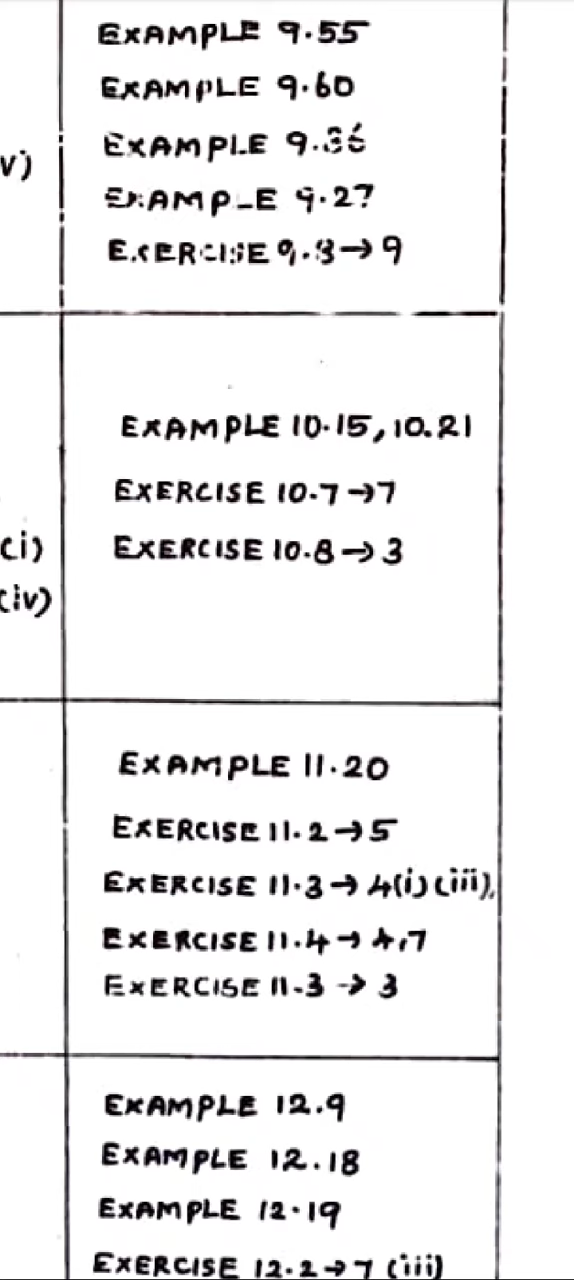 EXAMPLE 9.55
EXAMPLE 9.60
EXAMPLE 9.36
v)
EXAMPLE 9.27
EXERCISE 9.8→9
EXAMPLE 10.15, 10.21
EXERCISE 10.7→7
(i) EXERCISE 10.8→3
(iv)
EXAMPLE 11.20
EXERCISE 11.2→5
EXERCISE 11.3→4(i)(iii),
EXERCISE 11.4→4,7
EXERCISE 11.3→3
EXAMPLE 12.9
EXAMPLE 12.18
EXAMPLE 12.19
EXERCISE 12.2→7 (iii)